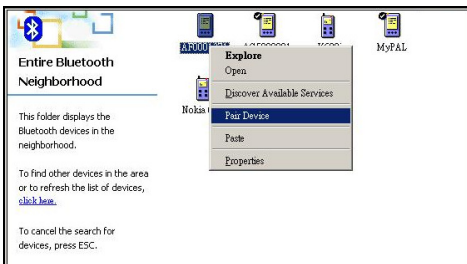 Entire Bluetooth
Neighborhood
This folder displays the
Bluetooth devices in the
neighborhood.
To find other devices in the area
or to refresh the list of devices,
click here.
To cancel the search for
devices, press ESC.
MyPAL
Nokia
Explore
Open
Discover Available Services
Pair Device
Paste
Properties